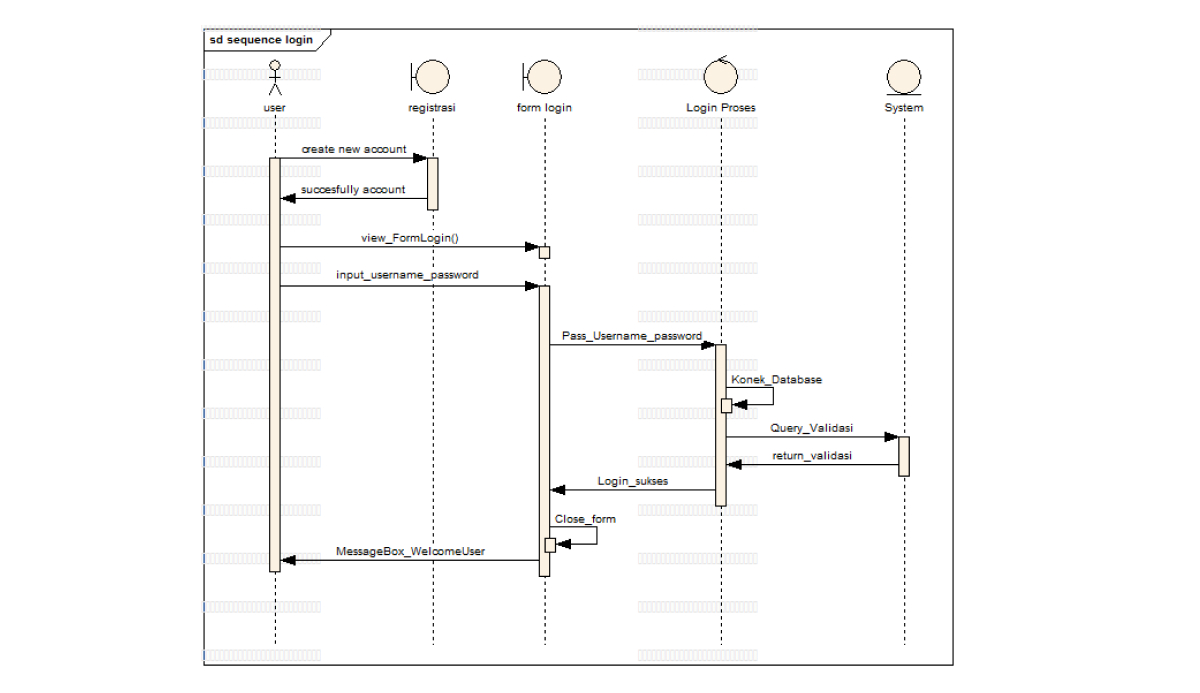 sd sequence login
user
registrasi
form login
Login Proses
System
create new account
succesfully account
view_FormLogin()
input_username_password
Pass_Username_password
Konek_Database
Query_Validasi
return_validasi
Login_sukses
Close_form
MessageBox_WelcomeUser